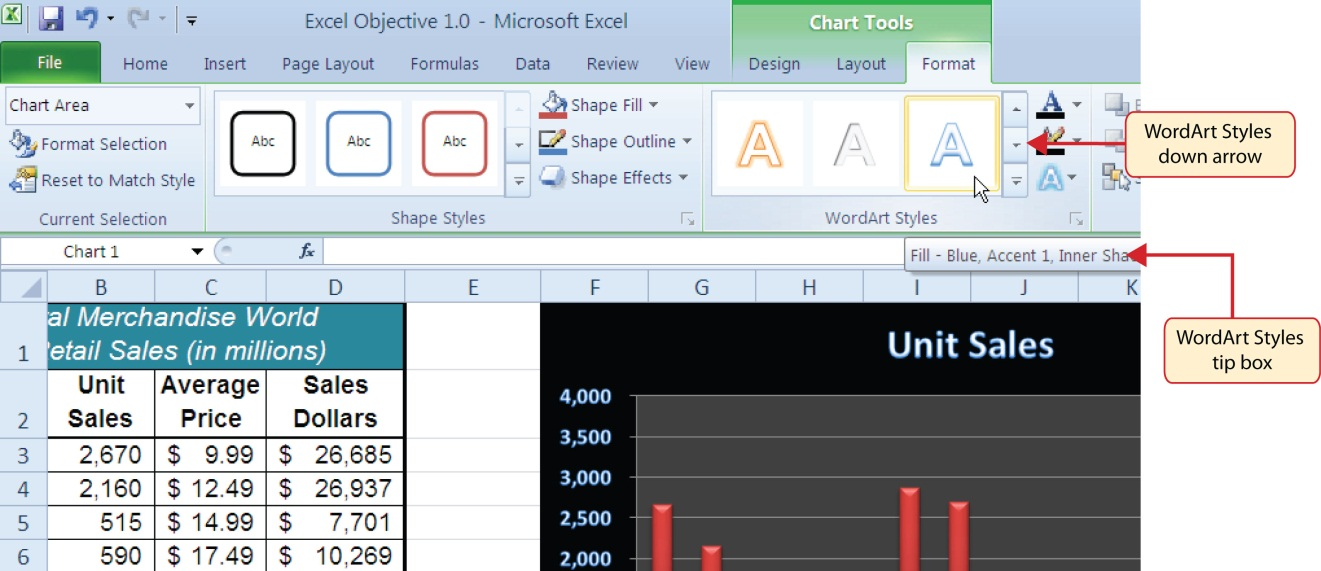 Excel Objective 1.0 - Microsoft Excel
Chart Tools
File Home Insert Page Layout Formulas Data Review View Design Layout Format
Chart Area
Format Selection
Reset to Match Style
Current Selection
Abc Abc Abc
Shape Fill
Shape Outline
Shape Effects
Shape Styles
A A A
WordArt Styles
WordArt Styles
down arrow
Chart 1 fx
Fill - Blue, Accent 1, Inner
WordArt Styles
tip box
B C D E F G H I J K
1 al Merchandise World
etail Sales (in millions)
2 Unit Sales Average Price Sales Dollars
3 2,670 $ 9.99 $ 26,685
4 2,160 $ 12.49 $ 26,937
5 515 $ 14.99 $ 7,701
6 590 $ 17.49 $ 10,269
Unit Sales
4,000
3,500
3,000
2,500
2,000